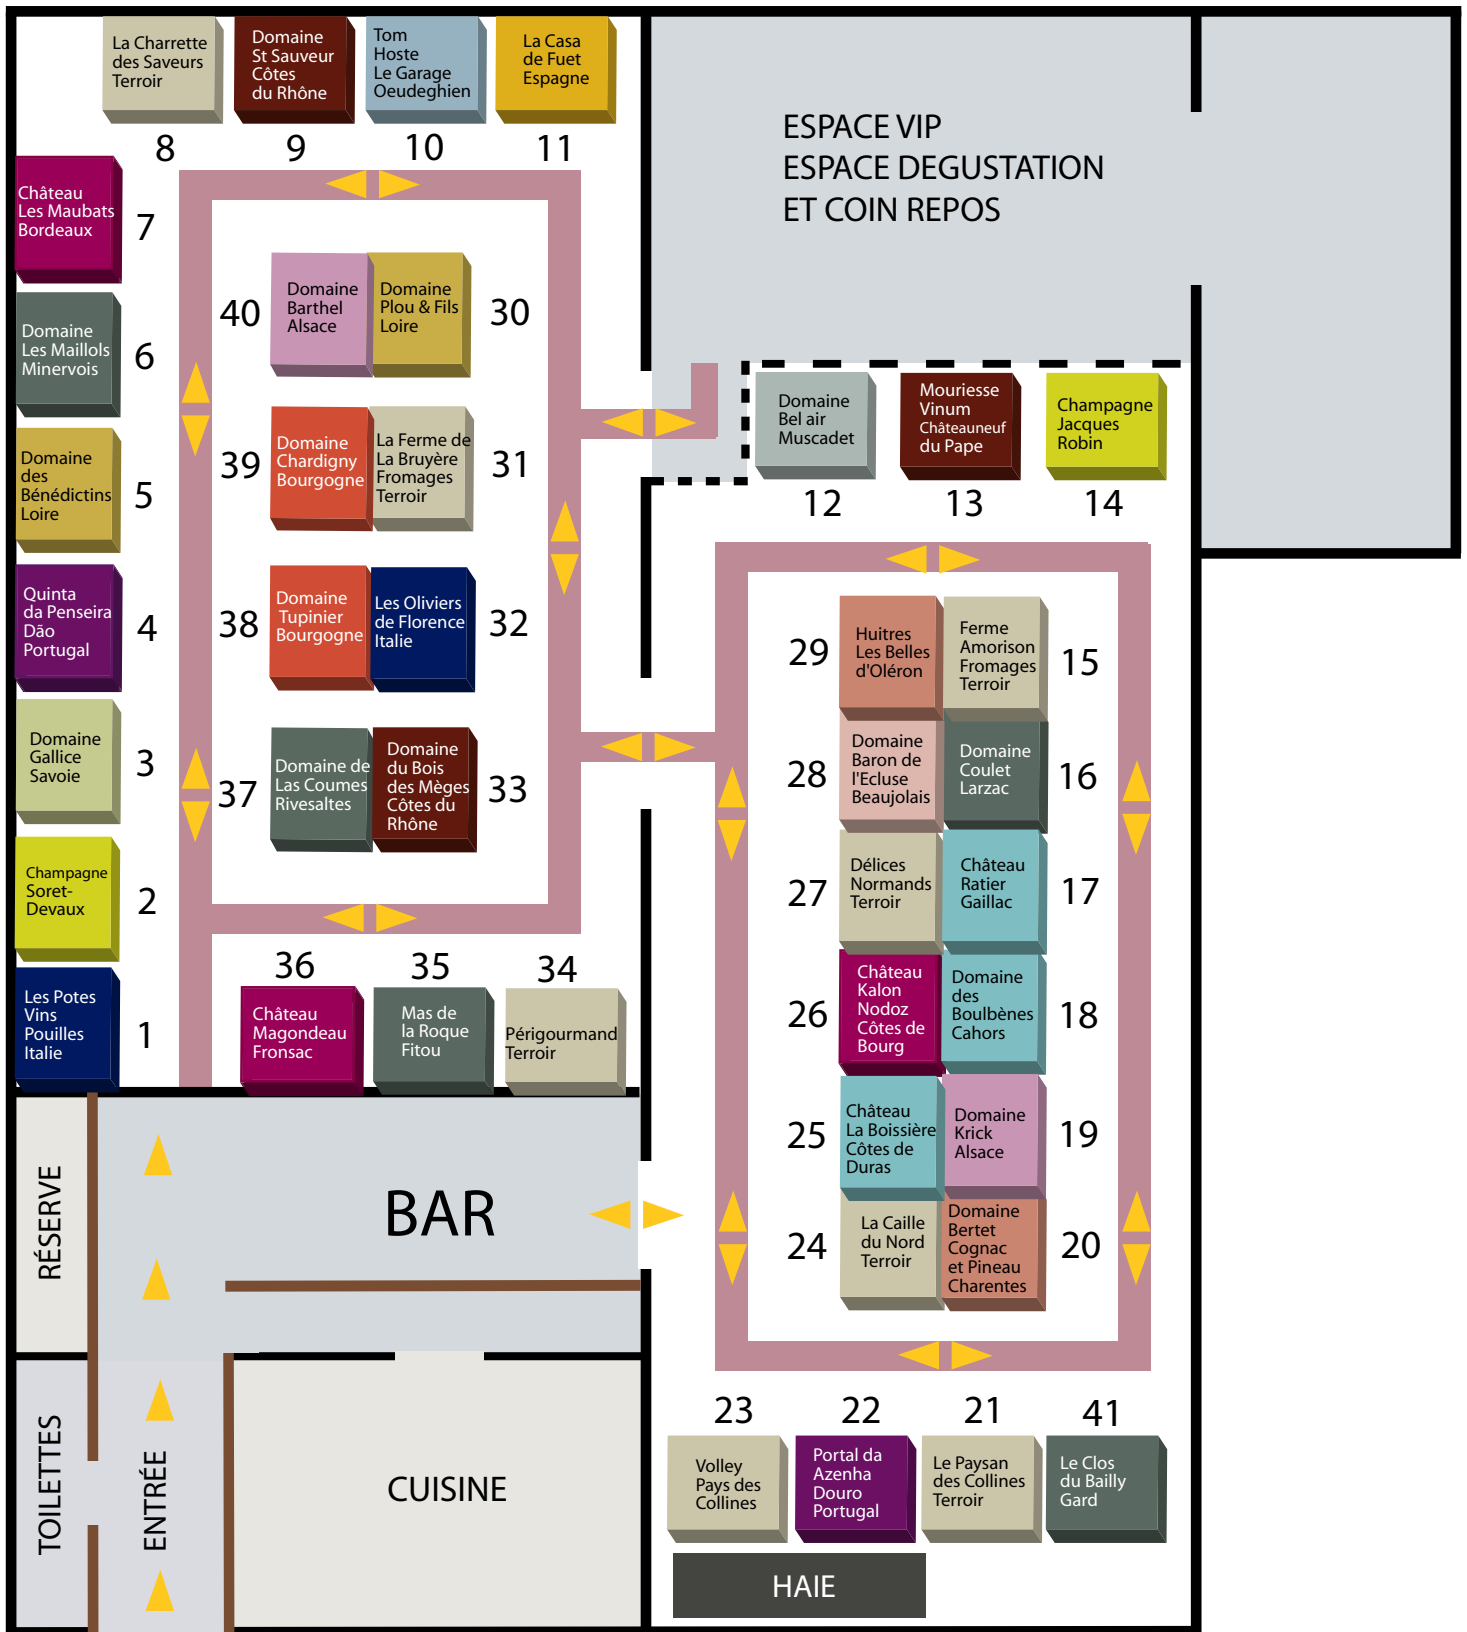 La Charrette
des Saveurs
Terroir
8
Domaine
St Sauveur
Côtes
du Rhône
9
Tom
Hoste
Le Garage
Oeudeghien
10
La Casa
de Fuet
Espagne
11
ESPACE VIP
ESPACE DEGUSTATION
ET COIN REPOS
Château
Les Maubats
Bordeaux
7
Domaine
Les Maillols
Minervois
6
Domaine
des
Bénédictins
Loire
5
Quinta
da Penseira
Dão
Portugal
4
Domaine
Gallice
Savoie
3
Champagne
Soret-
Devaux
2
Les Potes
Vins
Pouilles
Italie
1
40
Domaine
Barthel
Alsace
Domaine
Plou & Fils
Loire
30
39
Domaine
Chardigny
Bourgogne
La Ferme de
La Bruyère
Fromages
Terroir
31
38
Domaine
Tupinier
Bourgogne
Les Oliviers
de Florence
Italie
32
37
Domaine de
Las Coumes
Rivesaltes
Domaine
du Bois
des Mèges
Côtes du
Rhône
33
36
Château
Magondeau
Fronsac
35
Mas de
la Roque
Fitou
34
Périgourmand
Terroir
Domaine
Bel air
Muscadet
12
Mouriesse
Vinum
Châteauneuf
du Pape
13
Champagne
Jacques
Robin
14
29
Huitres
Les Belles
d'Oléron
Ferme
Amorison
Fromages
Terroir
15
28
Domaine
Baron de
l'Ecluse
Beaujolais
Domaine
Coulet
Larzac
16
27
Délices
Normands
Terroir
Château
Ratier
Gaillac
17
26
Château
Kalon
Nodoz
Côtes de
Bourg
Domaine
des
Boulbènes
Cahors
18
25
Château
La Boissière
Côtes de
Duras
Domaine
Krick
Alsace
19
24
La Caille
du Nord
Terroir
Domaine
Bertet
Cognac
et Pineau
Charentes
20
23
Volley
Pays des
Collines
22
Portal da
Azenha
Douro
Portugal
21
Le Paysan
des Collines
Terroir
41
Le Clos
du Bailly
Gard
HAIE
RÉSERVE
BAR
TOILETTES
ENTRÉE
CUISINE